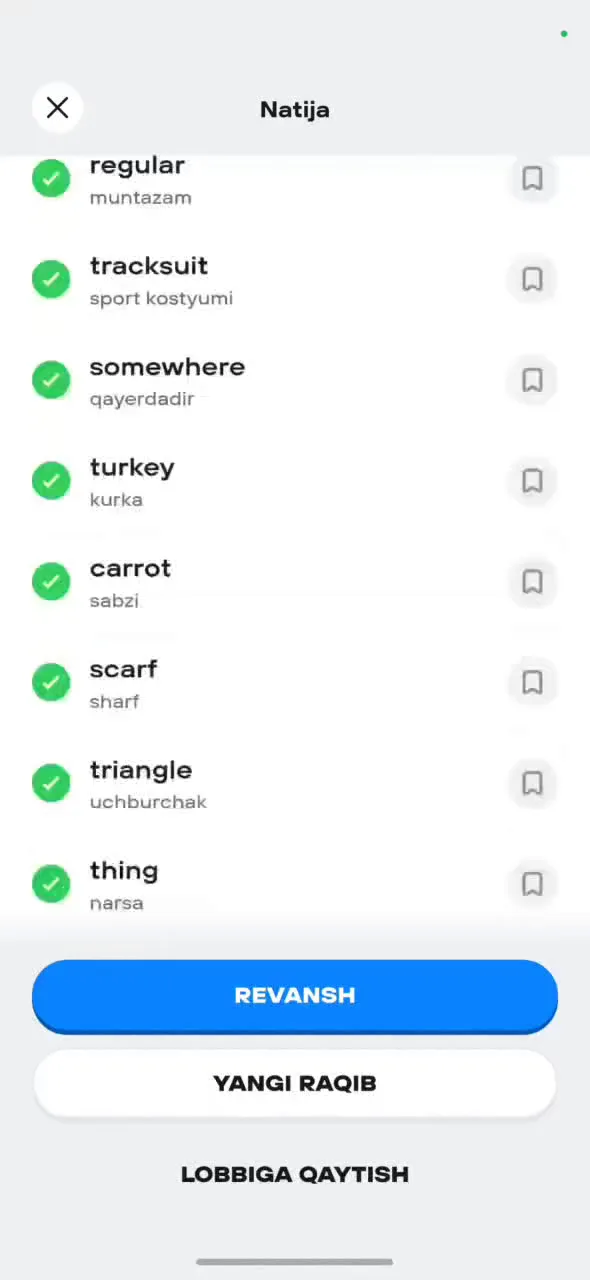 Natija
regular
muntazam
tracksuit
sport kostyumi
somewhere
qayerdadir
turkey
kurka
carrot
sabzi
scarf
sharf
triangle
uchburchak
thing
narsa
REVANSH
YANGI RAQIB
LOBBIGA QAYTISH